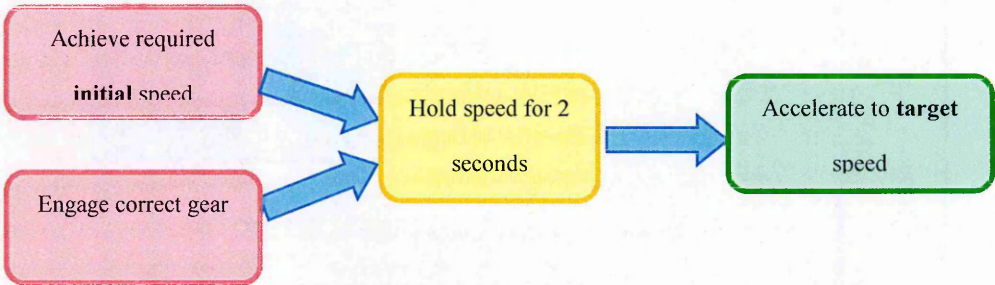 Achieve required
initial speed
Engage correct gear
Hold speed for 2
seconds
Accelerate to target
speed